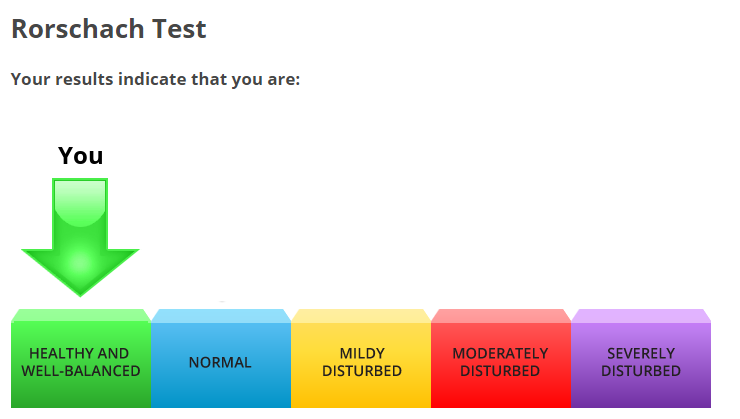 Rorschach Test
Your results indicate that you are:
You
HEALTHY AND
WELL-BALANCED
NORMAL
MILDY
DISTURBED
MODERATELY
DISTURBED
SEVERELY
DISTURBED